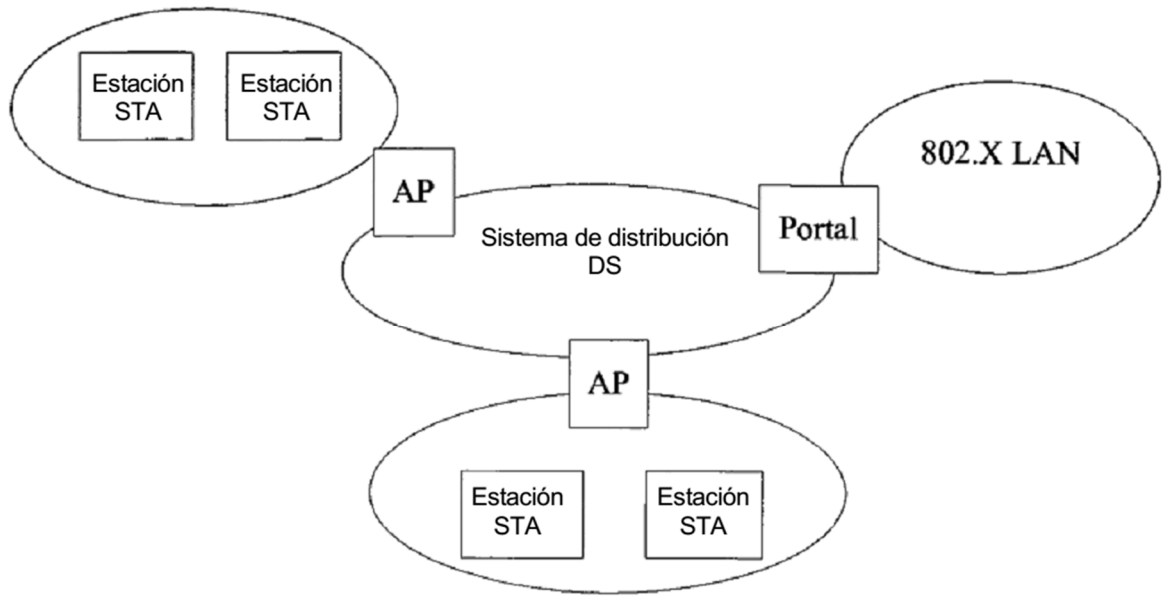 Estación
STA
Estación
STA
AP
802.X LAN
Portal
Sistema de distribución
DS
AP
Estación
STA
Estación
STA